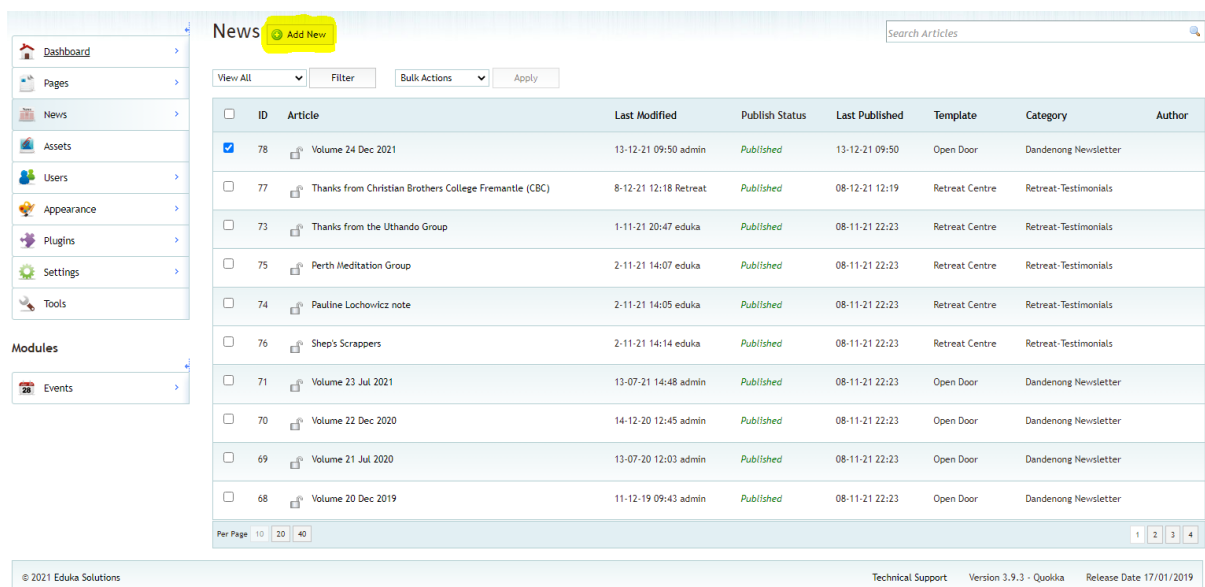 News Add New Search Articles
Dashboard
Pages
News
Assets
Users
Appearance
Plugins
Settings
Tools
Modules
28 Events
View All Filter Bulk Actions Apply
ID Article Last Modified Publish Status Last Published Template Category Author
78 Volume 24 Dec 2021 13-12-21 09:50 admin Published 13-12-21 09:50 Open Door Dandenong Newsletter
77 Thanks from Christian Brothers College Fremantle (CBC) 8-12-21 12:18 Retreat Published 08-12-21 12:19 Retreat Centre Retreat-Testimonials
73 Thanks from the Uthando Group 1-11-21 20:47 eduka Published 08-11-21 22:23 Retreat Centre Retreat-Testimonials
75 Perth Meditation Group 2-11-21 14:07 eduka Published 08-11-21 22:23 Retreat Centre Retreat-Testimonials
74 Pauline Lochowicz note 2-11-21 14:05 eduka Published 08-11-21 22:23 Retreat Centre Retreat-Testimonials
76 Shep's Scrappers 2-11-21 14:14 eduka Published 08-11-21 22:23 Retreat Centre Retreat-Testimonials
71 Volume 23 Jul 2021 13-07-21 14:48 admin Published 08-11-21 22:23 Open Door Dandenong Newsletter
70 Volume 22 Dec 2020 14-12-20 12:45 admin Published 08-11-21 22:23 Open Door Dandenong Newsletter
69 Volume 21 Jul 2020 13-07-20 12:03 admin Published 08-11-21 22:23 Open Door Dandenong Newsletter
68 Volume 20 Dec 2019 11-12-19 09:43 admin Published 08-11-21 22:23 Open Door Dandenong Newsletter
Per Page 10 20 40 1 2 3 4
© 2021 Eduka Solutions Technical Support Version 3.9.3 - Quokka Release Date 17/01/2019